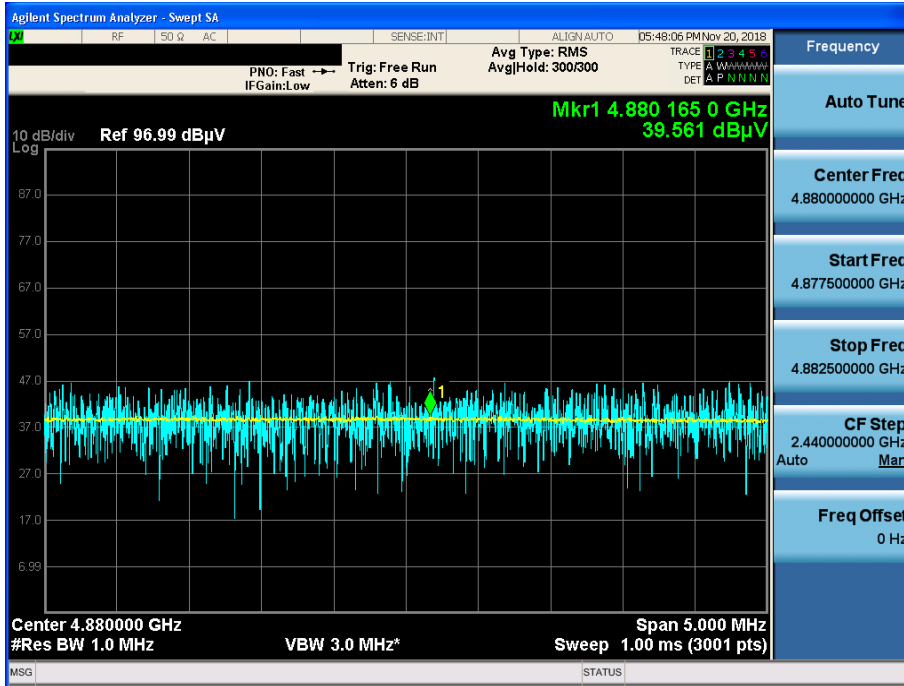 Agilent Spectrum Analyzer - Swept SA
LXI RF 50 Ω AC SENSE:INT ALIGNAUTO 05:48:06 PM Nov 20, 2018
PNO: Fast
IFGain:Low
Trig: Free Run
Atten: 6 dB
Avg Type: RMS
Avg|Hold: 300/300
TRACE 1 2 3 4 5 6
TYPE A WWWWW
DET A P N N N N
Mkr1 4.880 165 0 GHz
39.561 dBµV
10 dB/div Ref 96.99 dBµV
Log
87.0
77.0
67.0
57.0
47.0
37.0
27.0
17.0
6.99
1
Center 4.880000 GHz Span 5.000 MHz
#Res BW 1.0 MHz VBW 3.0 MHz* Sweep 1.00 ms (3001 pts)
MSG STATUS
Frequency
Auto Tune
Center Freq
4.880000000 GHz
Start Freq
4.877500000 GHz
Stop Freq
4.882500000 GHz
CF Step
2.440000000 GHz
Auto Man
Freq Offset
0 Hz